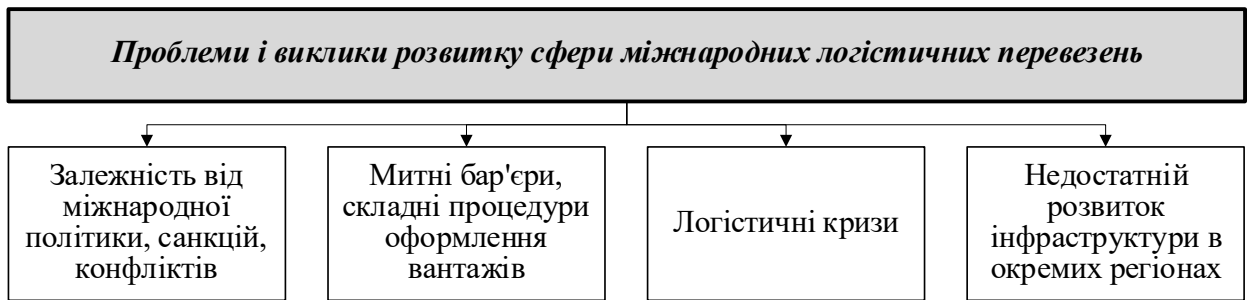 Проблеми і виклики розвитку сфери міжнародних логістичних перевезень
Залежність від
міжнародної
політики, санкцій,
конфліктів
Митні бар'єри,
складні процедури
оформлення
вантажів
Логістичні кризи
Недостатній
розвиток
інфраструктури в
окремих регіонах